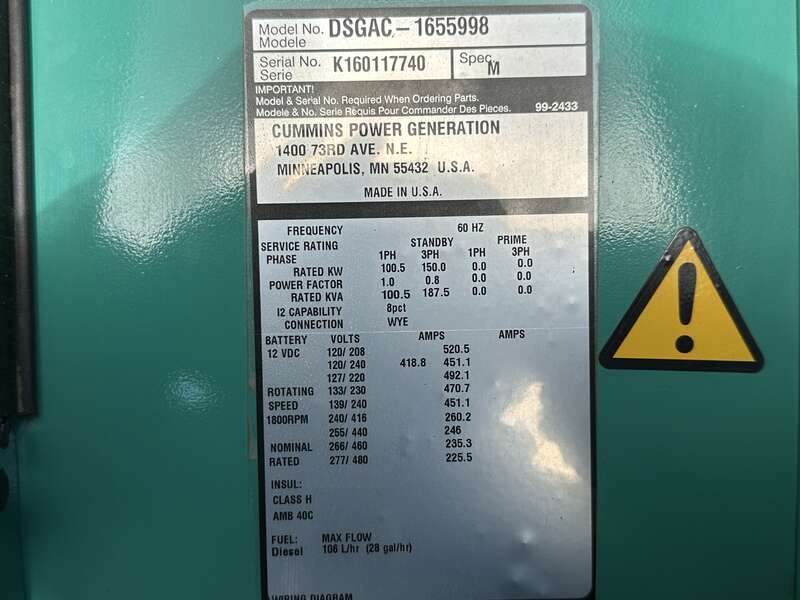 Model No. DSGAC - 1655998
Modele
Serial No. K160117740 Spec M
Serie
IMPORTANT!
Model & Serial No. Required When Ordering Parts.
Modele & No. Serie Requis Pour Commander Des Pieces. 99-2433
CUMMINS POWER GENERATION
1400 73RD AVE. N.E.
MINNEAPOLIS, MN 55432 U.S.A.
MADE IN U.S.A.
FREQUENCY 60 HZ
SERVICE RATING STANDBY PRIME
PHASE 1PH 3PH 1PH 3PH
RATED KW 100.5 150.0 0.0 0.0
POWER FACTOR 1.0 0.8 0.0 0.0
RATED KVA 100.5 187.5 0.0 0.0
I2 CAPABILITY 8pct
CONNECTION WYE
BATTERY VOLTS AMPS AMPS
12 VDC 120/ 208 520.5
120/ 240 418.8 451.1
127/ 220 492.1
ROTATING 133/ 230 470.7
SPEED 139/ 240 451.1
1800RPM 240/ 416 260.2
255/ 440 246
NOMINAL 266/ 460 235.3
RATED 277/ 480 225.5
INSUL:
CLASS H
AMB 40C
FUEL: MAX FLOW
Diesel 106 L/hr (28 gal/hr)
WIRING DIAGRAM